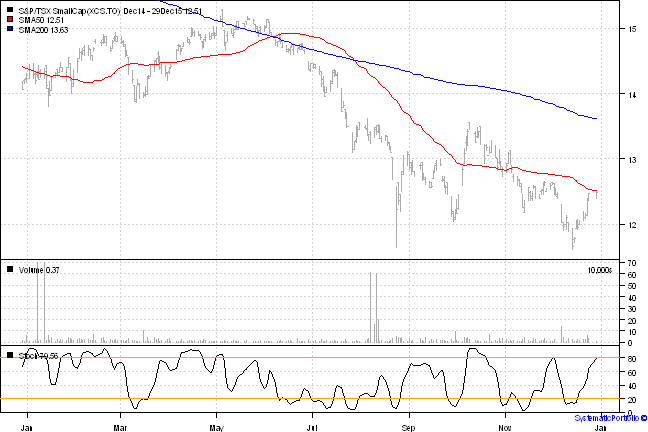 S&P/TSX SmallCap(XCS.TO) Dec14 - 29Dec15 12.51
SMA50 12.51
SMA200 13.63
15
14
13
12
Volume 0.37
10,000s
70
60
50
40
30
20
10
0
Stoch 79.56
80
60
40
20
0
Jan
Mar
May
Jul
Sep
Nov
Jan
SystematicPortfolio ©